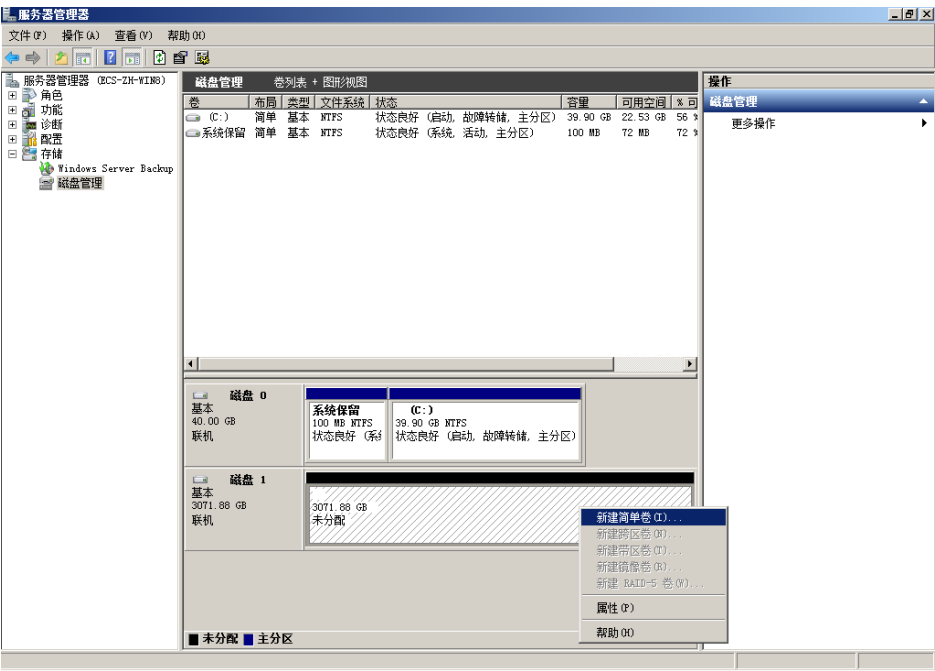 服务器管理器
文件(F) 操作(A) 查看(V) 帮助(H)
服务器管理器 (ECS-ZH-WIN8)
角色
功能
诊断
配置
存储
Windows Server Backup
磁盘管理
磁盘管理 卷列表 + 图形视图
卷 布局 类型 文件系统 状态 容量 可用空间 % 可
(C:) 简单 基本 NTFS 状态良好 (启动, 故障转储, 主分区) 39.90 GB 22.53 GB 56 %
系统保留 简单 基本 NTFS 状态良好 (系统, 活动, 主分区) 100 MB 72 MB 72 %
磁盘 0
基本
40.00 GB
联机
系统保留
100 MB NTFS
状态良好 (系统
(C:)
39.90 GB NTFS
状态良好 (启动, 故障转储, 主分区)
磁盘 1
基本
3071.88 GB
联机
3071.88 GB
未分配
新建简单卷(I)...
新建跨区卷(N)...
新建带区卷(T)...
新建镜像卷(R)...
新建 RAID-5 卷(W)...
属性(P)
帮助(H)
未分配 主分区
操作
磁盘管理
更多操作